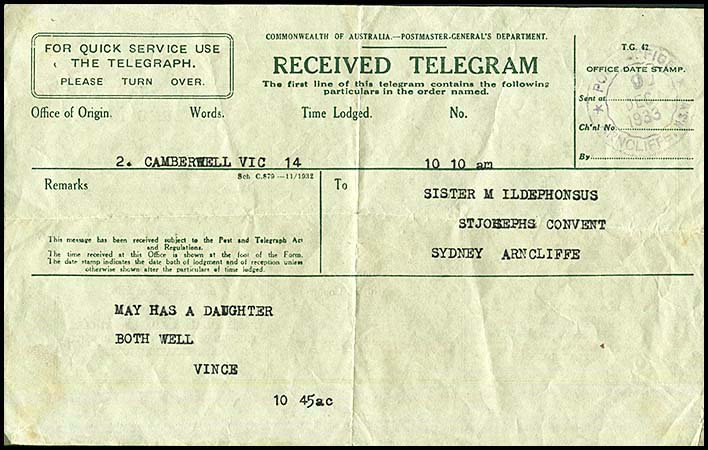 FOR QUICK SERVICE USE
THE TELEGRAPH.
PLEASE TURN OVER.
COMMONWEALTH OF AUSTRALIA.—POSTMASTER-GENERAL'S DEPARTMENT.
RECEIVED TELEGRAM
The first line of this telegram contains the following
particulars in the order named.
Office of Origin. Words. Time Lodged. No.
T.G. 42.
OFFICE DATE STAMP.
Sent at
Ch'nl No.
By
1933
ARNCLIFFE
2. CAMBERWELL VIC 14 10 10 am
Sch C.879—11/1932
Remarks
This message has been received subject to the Post and Telegraph Act
and Regulations.
The time received at this Office is shown at the foot of the Form.
The date stamp indicates the date both of lodgment and of reception unless
otherwise shown after the particulars of time lodged.
To
SISTER M ILDEPHONSUS
STJOSEPHS CONVENT
SYDNEY ARNCLIFFE
MAY HAS A DAUGHTER
BOTH WELL
VINCE
10 45ac